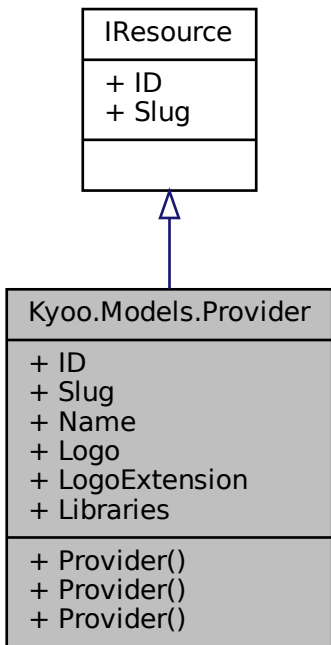 IResource
+ ID
+ Slug
Kyoo.Models.Provider
+ ID
+ Slug
+ Name
+ Logo
+ LogoExtension
+ Libraries
+ Provider()
+ Provider()
+ Provider()